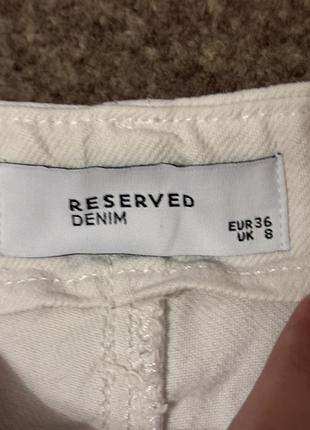 RESERVED
DENIM
EUR 36
UK 8